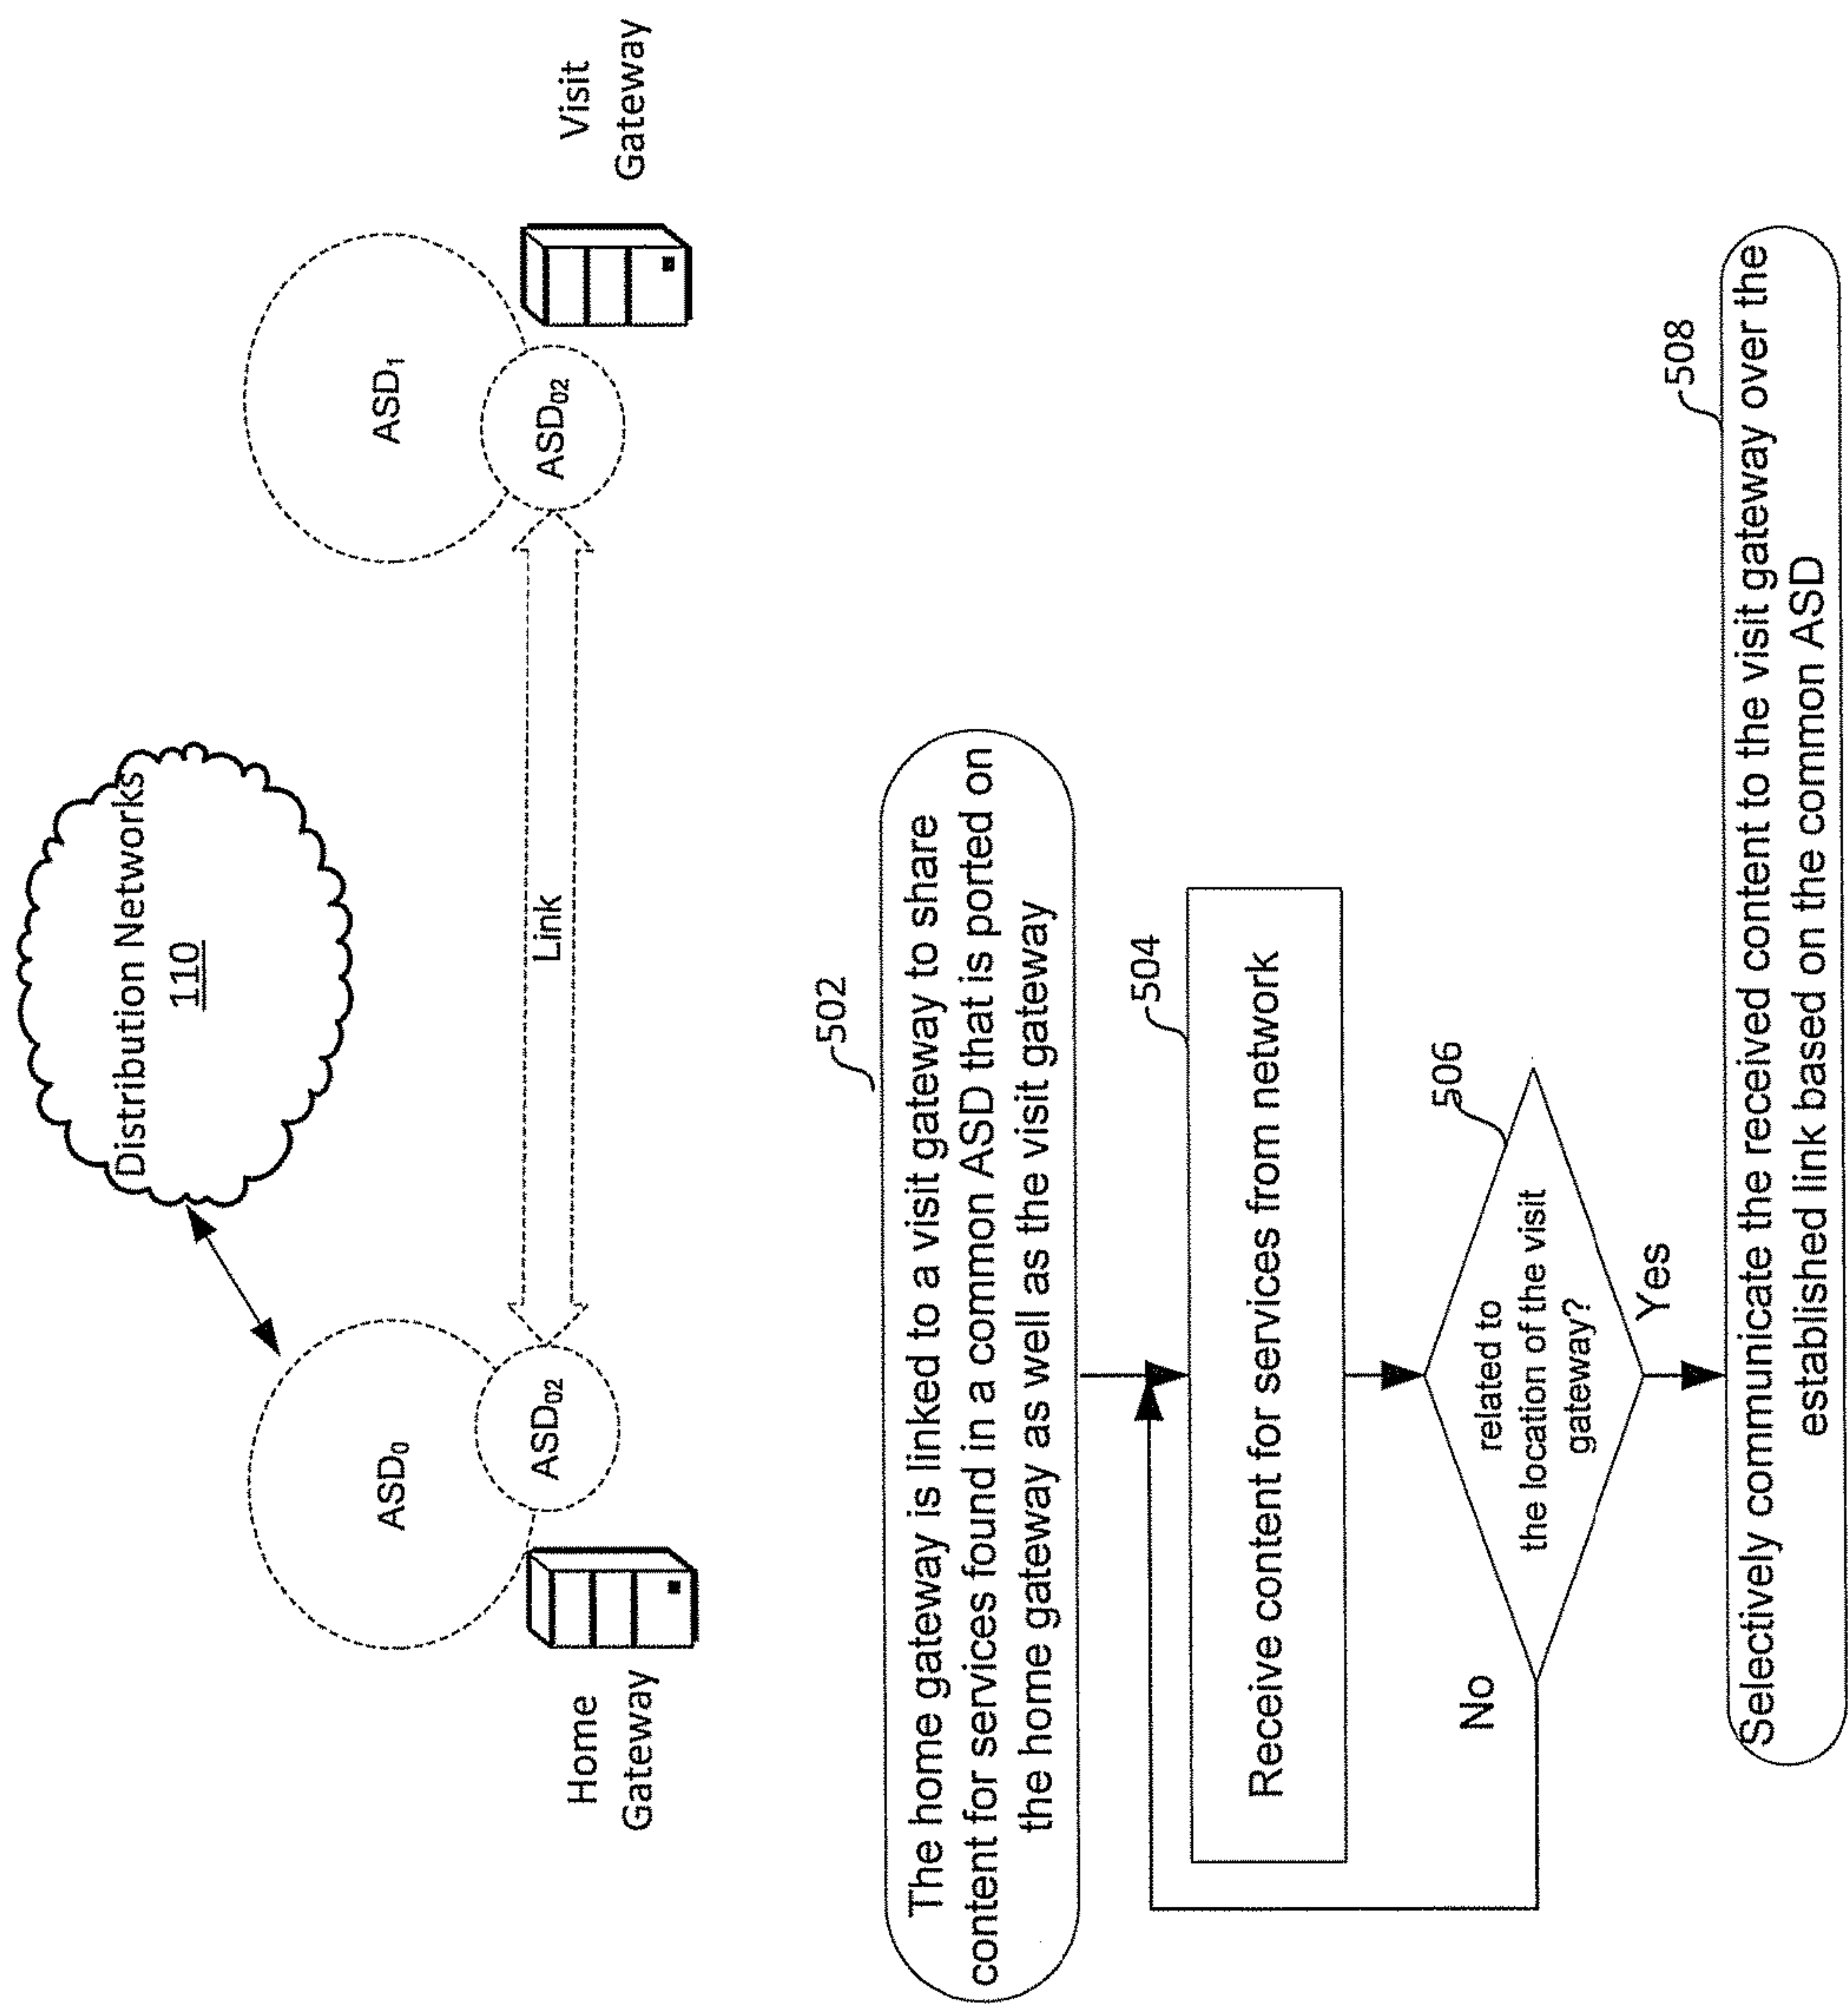 Distribution Networks
110
ASD0
ASD02
Link
ASD1
ASD02
Home
Gateway
Visit
Gateway
502
The home gateway is linked to a visit gateway to share
content for services found in a common ASD that is ported on
the home gateway as well as the visit gateway
504
Receive content for services from network
506
related to
the location of the visit
gateway?
No
Yes
508
Selectively communicate the received content to the visit gateway over the
established link based on the common ASD